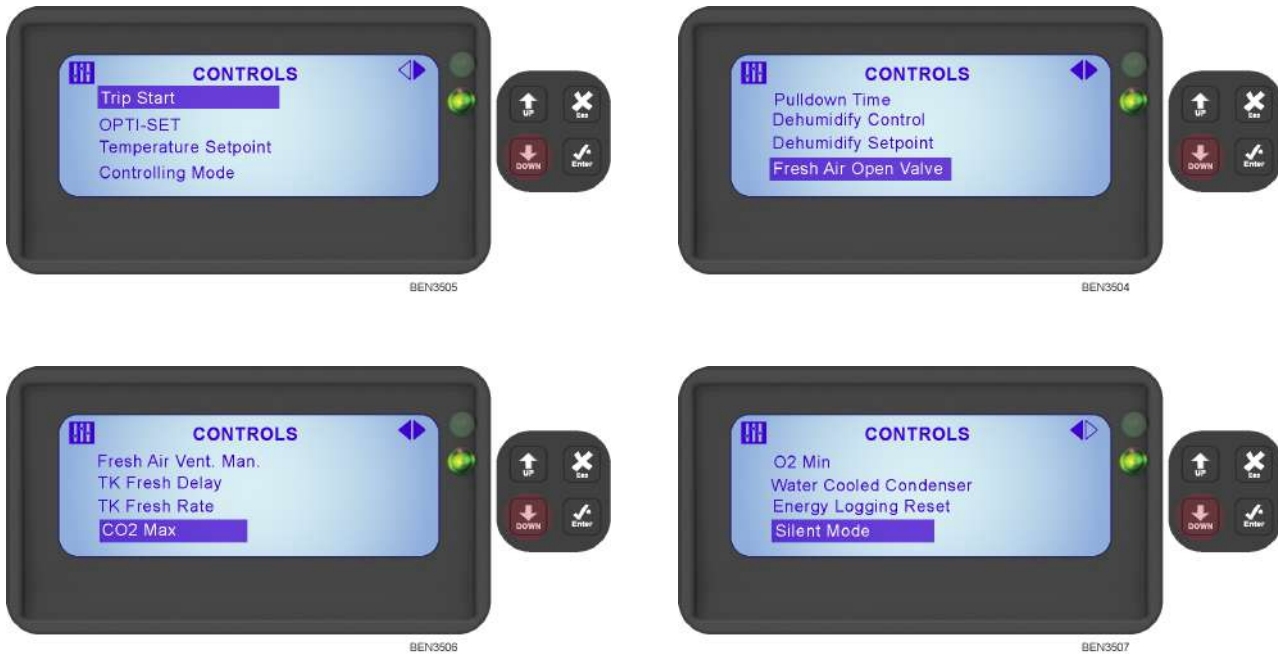 CONTROLS
Trip Start
OPTI-SET
Temperature Setpoint
Controlling Mode
UP
Esc
DOWN
Enter
BEN3505
CONTROLS
Pulldown Time
Dehumidify Control
Dehumidify Setpoint
Fresh Air Open Valve
UP
Esc
DOWN
Enter
BEN3504
CONTROLS
Fresh Air Vent. Man.
TK Fresh Delay
TK Fresh Rate
CO2 Max
UP
Esc
DOWN
Enter
BEN3506
CONTROLS
O2 Min
Water Cooled Condenser
Energy Logging Reset
Silent Mode
UP
Esc
DOWN
Enter
BEN3507